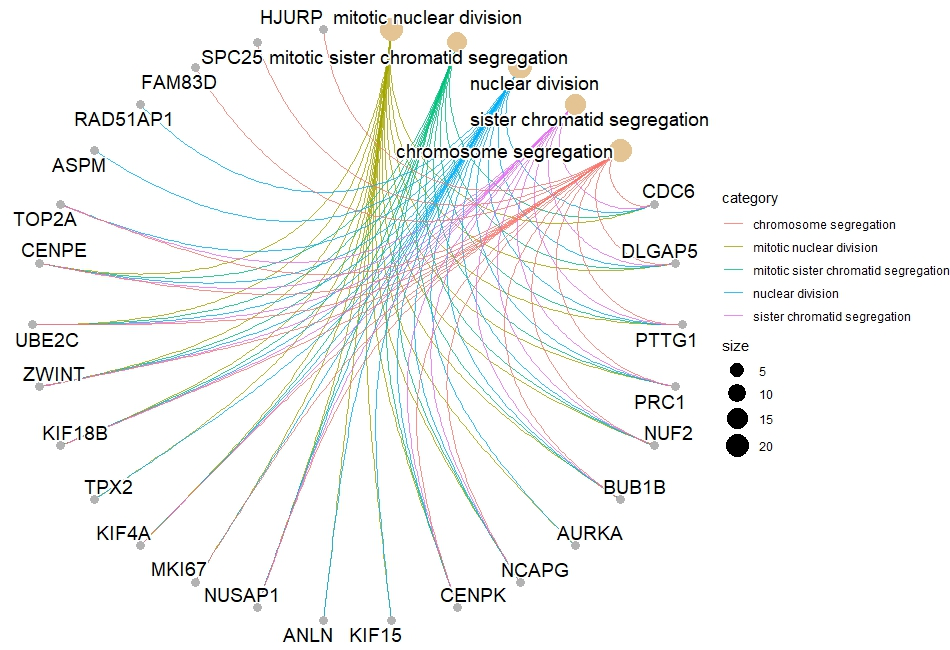 HJURP mitotic nuclear division
SPC25 mitotic sister chromatid segregation
FAM83D nuclear division
RAD51AP1 sister chromatid segregation
ASPM chromosome segregation
TOP2A CDC6
CENPE DLGAP5
UBE2C PTTG1
ZWINT PRC1
KIF18B NUF2
TPX2 BUB1B
KIF4A AURKA
MKI67 NCAPG
NUSAP1 CENPK
ANLN KIF15
category
chromosome segregation
mitotic nuclear division
mitotic sister chromatid segregation
nuclear division
sister chromatid segregation
size
5
10
15
20